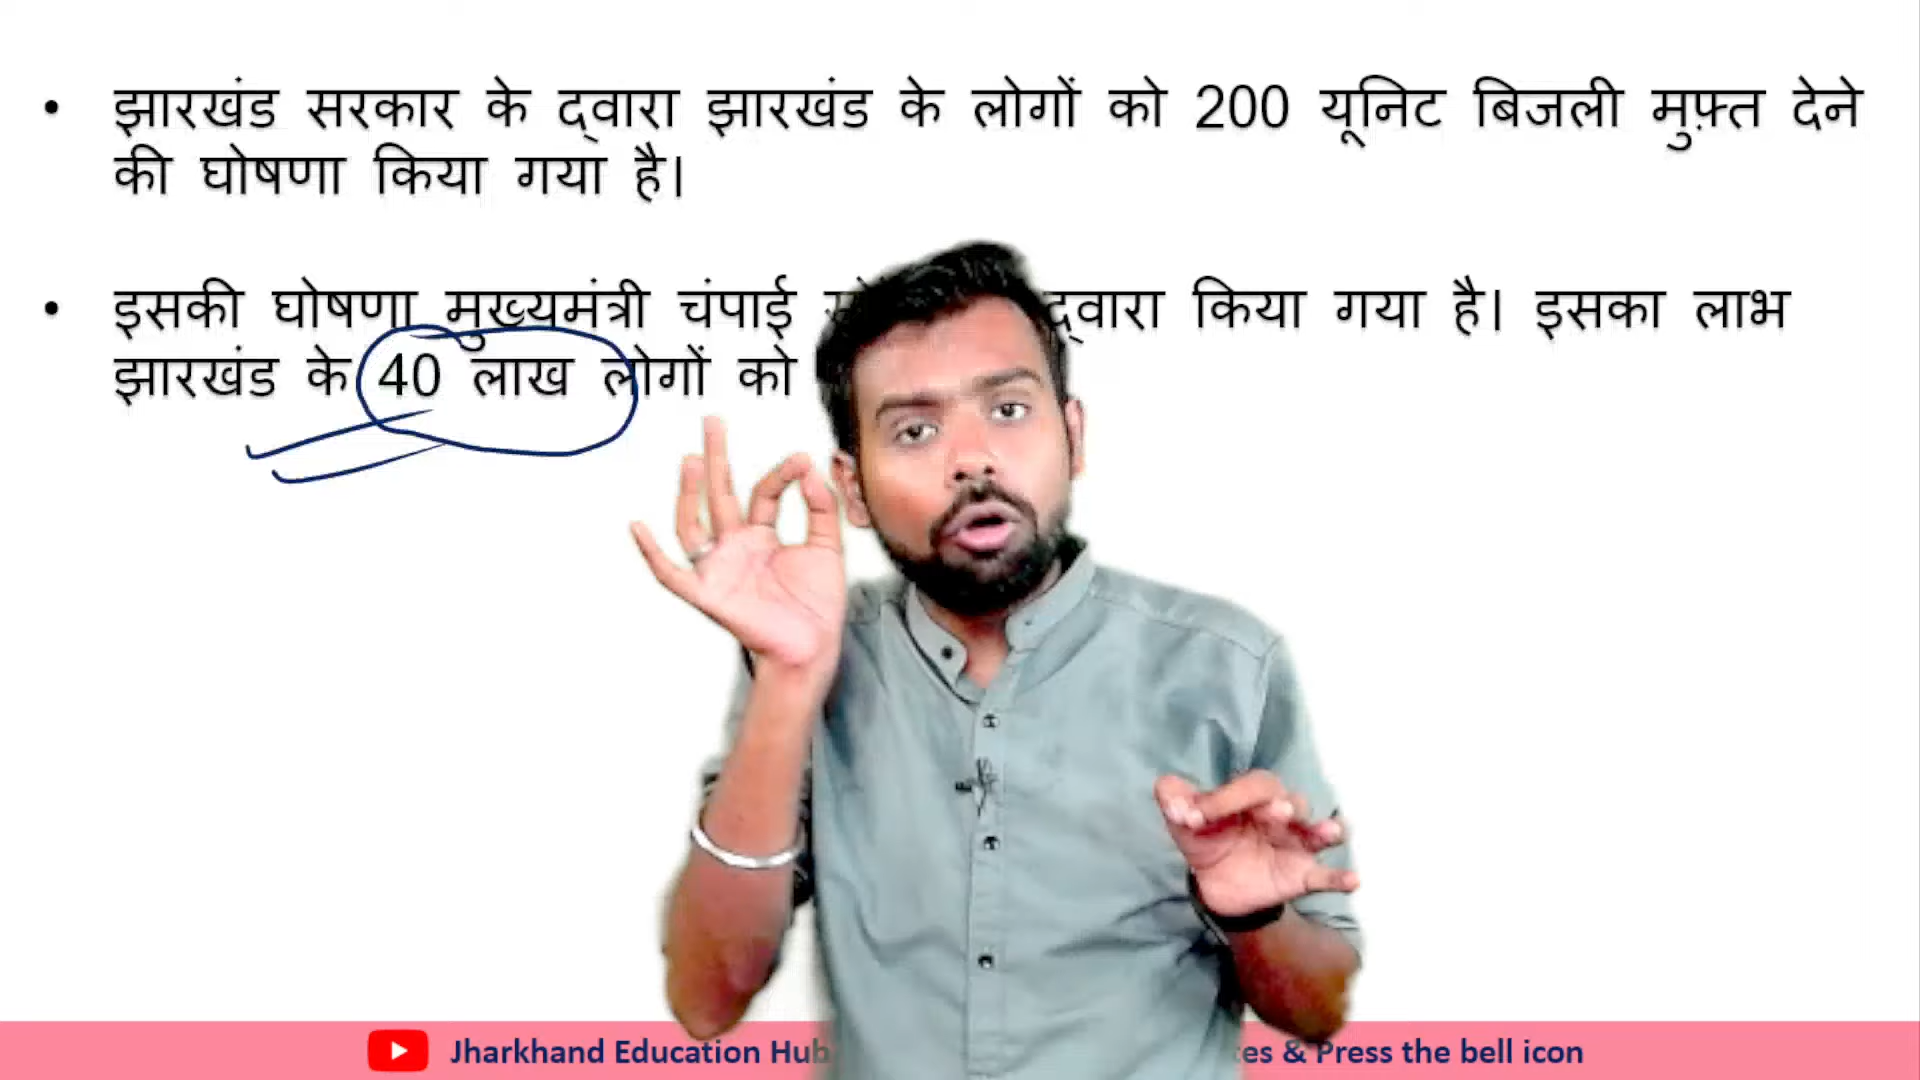 • झारखंड सरकार के द्वारा झारखंड के लोगों को 200 यूनिट बिजली मुफ़्त देने
की घोषणा किया गया है।
• इसकी घोषणा मुख्यमंत्री चंपाई द्वारा किया गया है। इसका लाभ
झारखंड के 40 लाख लोगों को
Jharkhand Education Hub & Press the bell icon